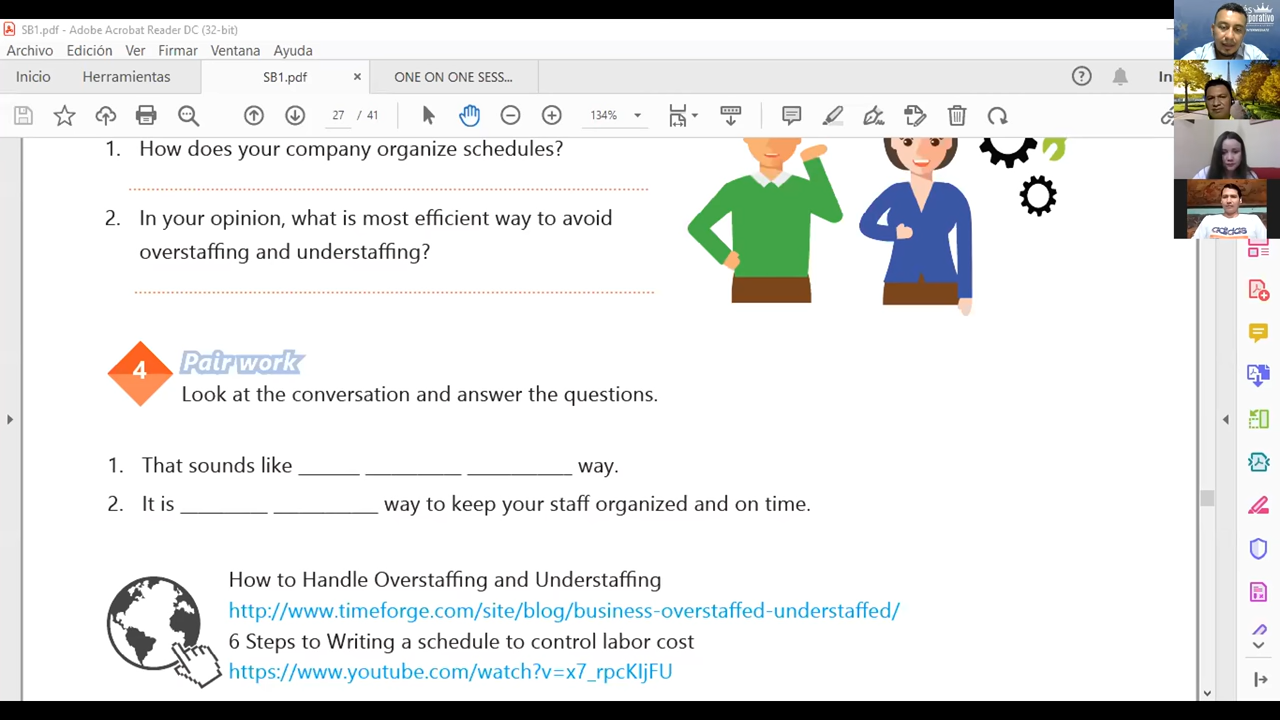 SB1.pdf - Adobe Acrobat Reader DC (32-bit)
Archivo Edición Ver Firmar Ventana Ayuda
Inicio Herramientas SB1.pdf × ONE ON ONE SESS...
27 / 41 134%
1. How does your company organize schedules?
2. In your opinion, what is most efficient way to avoid
overstaffing and understaffing?
4 Pair work
Look at the conversation and answer the questions.
1. That sounds like ______ __________ ___________ way.
2. It is _________ ___________ way to keep your staff organized and on time.
How to Handle Overstaffing and Understaffing
http://www.timeforge.com/site/blog/business-overstaffed-understaffed/
6 Steps to Writing a schedule to control labor cost
https://www.youtube.com/watch?v=x7_rpcKIjFU
adidas